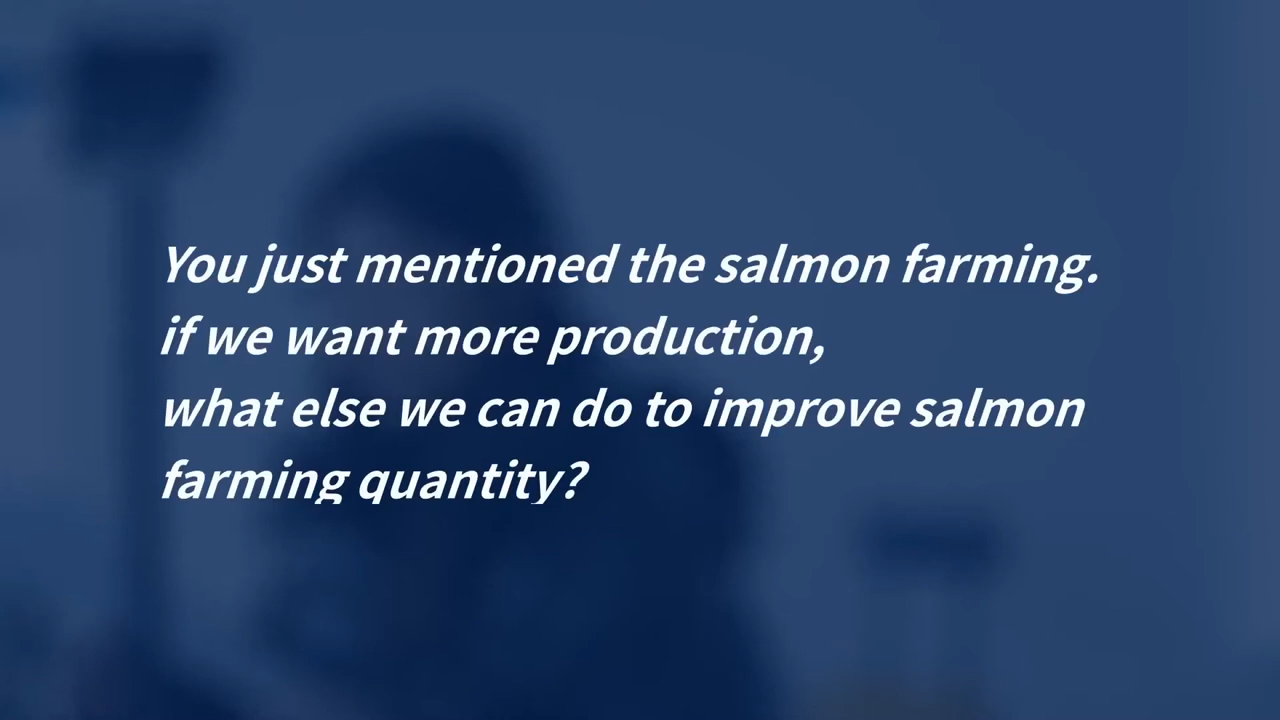 You just mentioned the salmon farming.
if we want more production,
what else we can do to improve salmon
farming quantity?